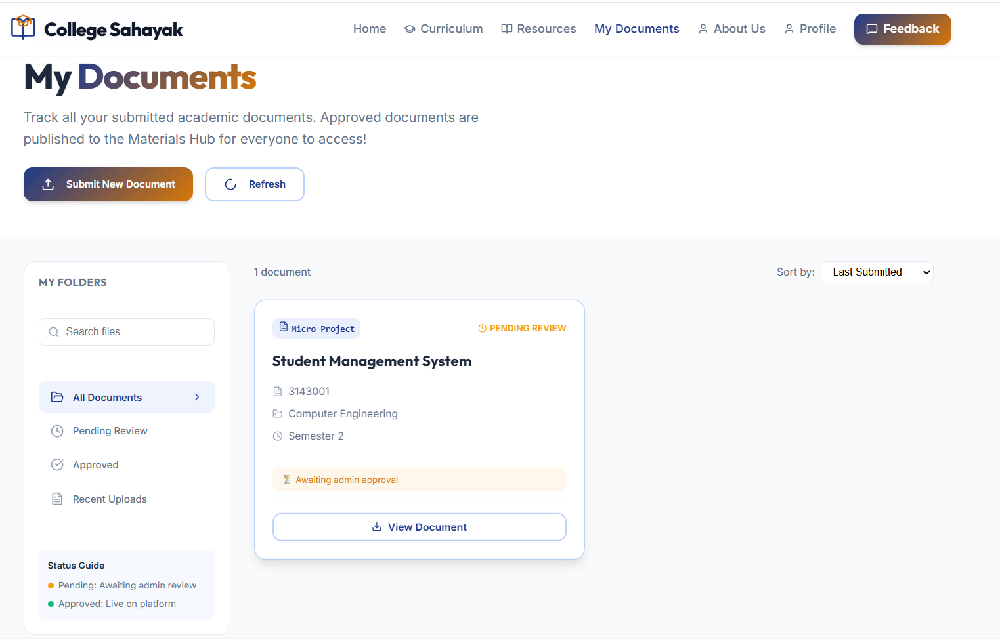 College Sahayak
Home
Curriculum
Resources
My Documents
About Us
Profile
Feedback
My Documents
Track all your submitted academic documents. Approved documents are
published to the Materials Hub for everyone to access!
Submit New Document
Refresh
MY FOLDERS
Search files...
All Documents
Pending Review
Approved
Recent Uploads
Status Guide
Pending: Awaiting admin review
Approved: Live on platform
1 document
Sort by:
Last Submitted
Micro Project
PENDING REVIEW
Student Management System
3143001
Computer Engineering
Semester 2
⏳ Awaiting admin approval
View Document